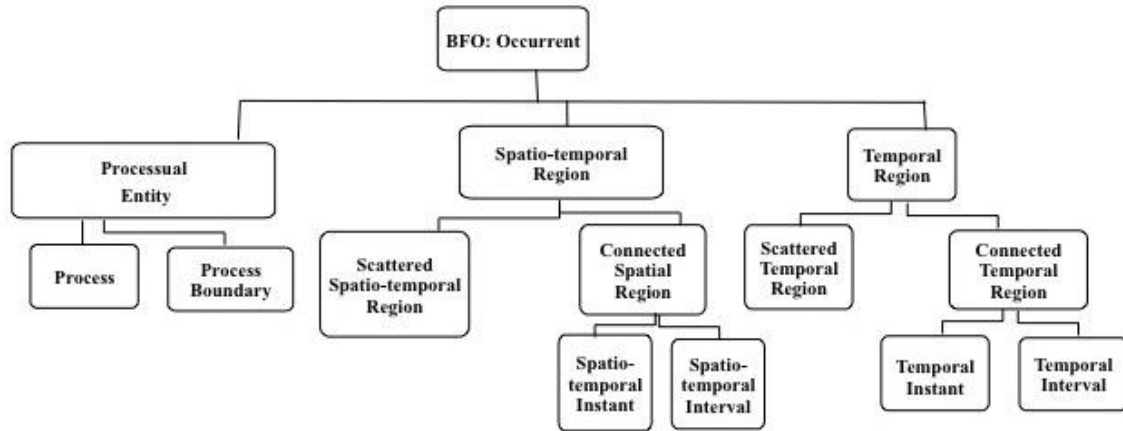 BFO: Occurrent
Processual
Entity
Spatio-temporal
Region
Temporal
Region
Process
Process
Boundary
Scattered
Spatio-temporal
Region
Connected
Spatial
Region
Scattered
Temporal
Region
Connected
Temporal
Region
Spatio-
temporal
Instant
Spatio-
temporal
Interval
Temporal
Instant
Temporal
Interval